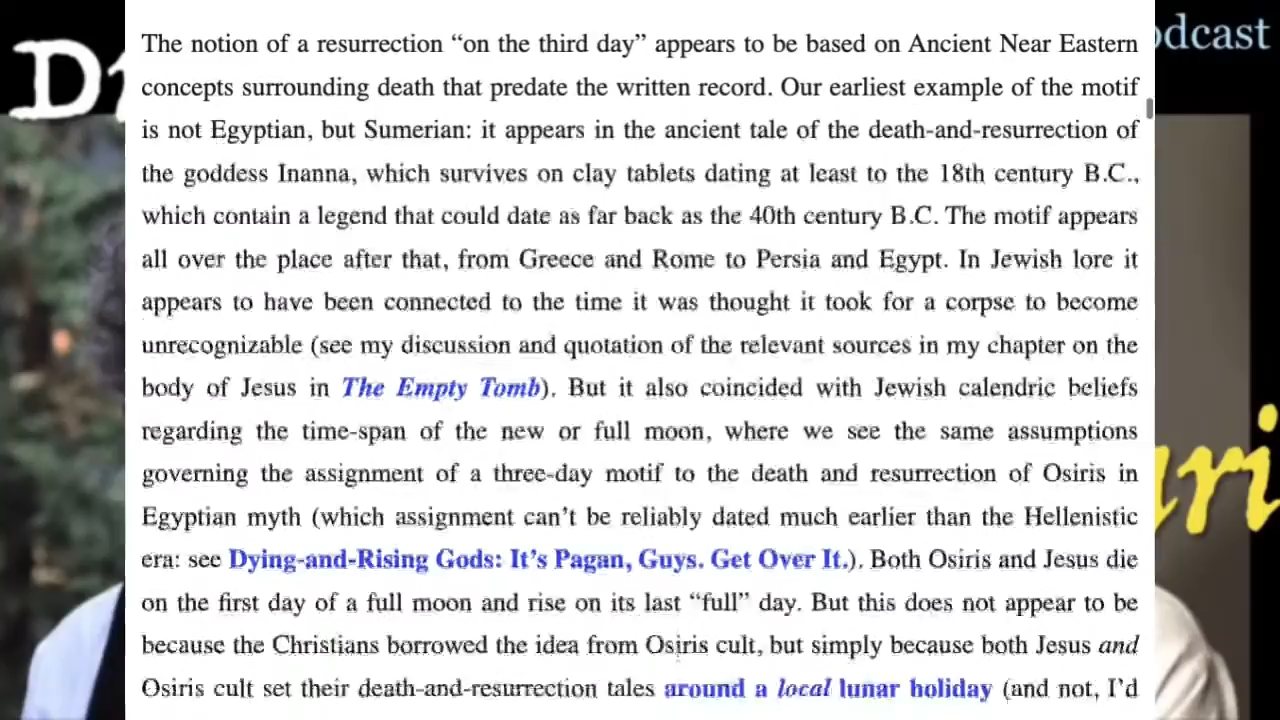 odcast
The notion of a resurrection “on the third day” appears to be based on Ancient Near Eastern
concepts surrounding death that predate the written record. Our earliest example of the motif
is not Egyptian, but Sumerian: it appears in the ancient tale of the death-and-resurrection of
the goddess Inanna, which survives on clay tablets dating at least to the 18th century B.C.,
which contain a legend that could date as far back as the 40th century B.C. The motif appears
all over the place after that, from Greece and Rome to Persia and Egypt. In Jewish lore it
appears to have been connected to the time it was thought it took for a corpse to become
unrecognizable (see my discussion and quotation of the relevant sources in my chapter on the
body of Jesus in The Empty Tomb). But it also coincided with Jewish calendric beliefs
regarding the time-span of the new or full moon, where we see the same assumptions
governing the assignment of a three-day motif to the death and resurrection of Osiris in
Egyptian myth (which assignment can’t be reliably dated much earlier than the Hellenistic
era: see Dying-and-Rising Gods: It’s Pagan, Guys. Get Over It.). Both Osiris and Jesus die
on the first day of a full moon and rise on its last “full” day. But this does not appear to be
because the Christians borrowed the idea from Osiris cult, but simply because both Jesus and
Osiris cult set their death-and-resurrection tales around a local lunar holiday (and not, I’d